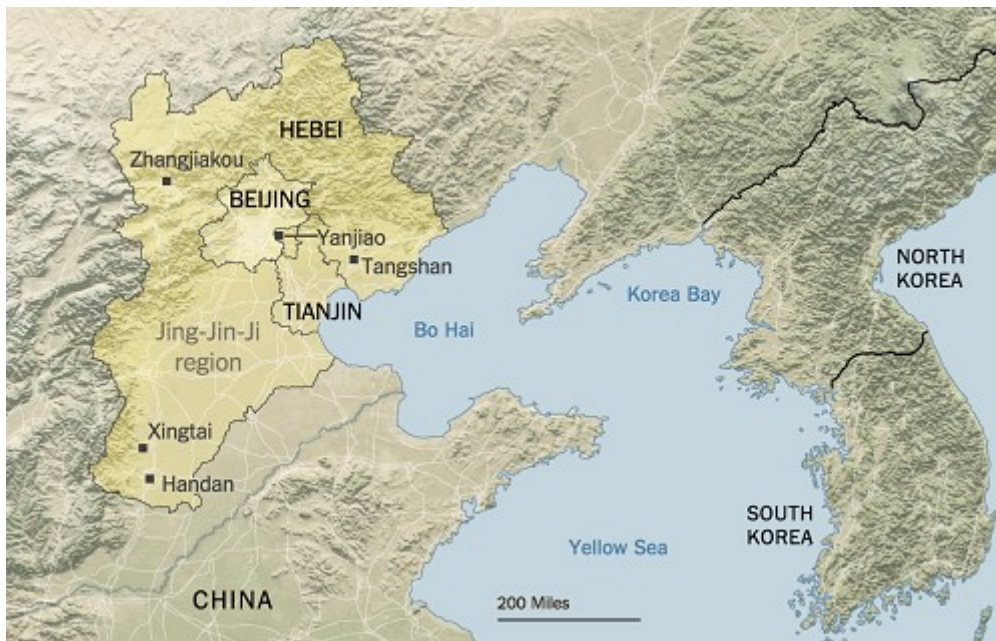 HEBEI
Zhangjiakou
BEIJING
Yanjiao
Tangshan
NORTH
KOREA
Korea Bay
TIANJIN
Bo Hai
Jing-Jin-Ji
region
Xingtai
Handan
SOUTH
KOREA
Yellow Sea
CHINA
200 Miles